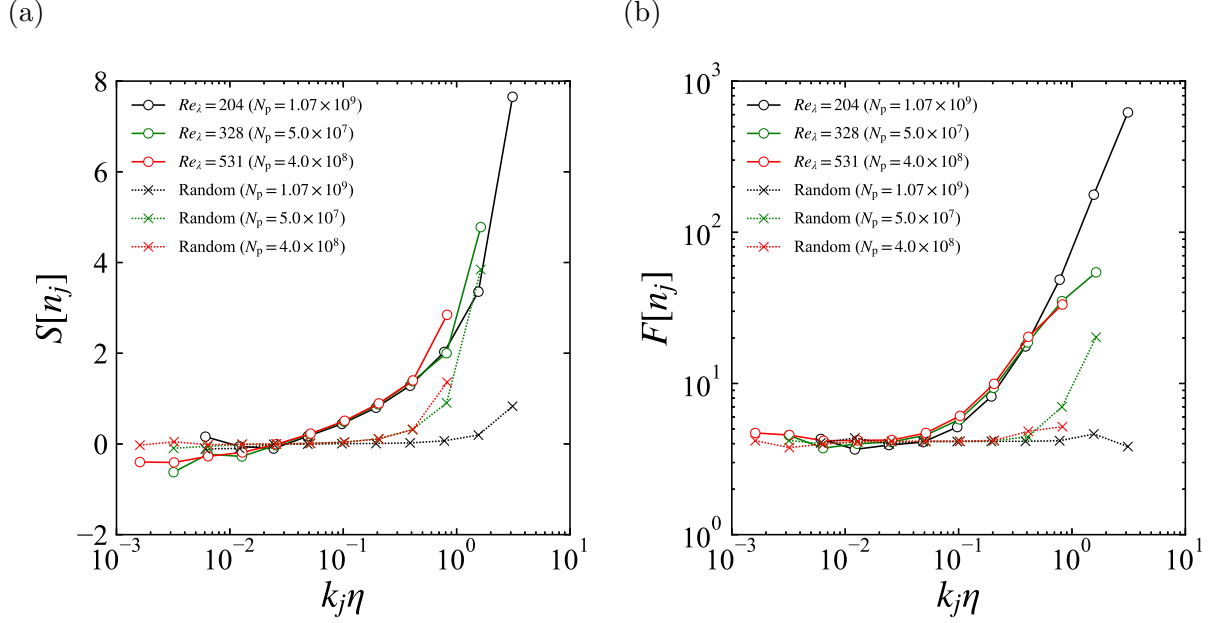 (a)
(b)
8
6
4
2
0
−2
S[n_j]
10^−3 10^−2 10^−1 10^0 10^1
k_jη
Re_λ = 204 (N_p = 1.07 × 10^9)
Re_λ = 328 (N_p = 5.0 × 10^7)
Re_λ = 531 (N_p = 4.0 × 10^8)
Random (N_p = 1.07 × 10^9)
Random (N_p = 5.0 × 10^7)
Random (N_p = 4.0 × 10^8)
10^3
10^2
10^1
10^0
F[n_j]
10^−3 10^−2 10^−1 10^0 10^1
k_jη
Re_λ = 204 (N_p = 1.07 × 10^9)
Re_λ = 328 (N_p = 5.0 × 10^7)
Re_λ = 531 (N_p = 4.0 × 10^8)
Random (N_p = 1.07 × 10^9)
Random (N_p = 5.0 × 10^7)
Random (N_p = 4.0 × 10^8)